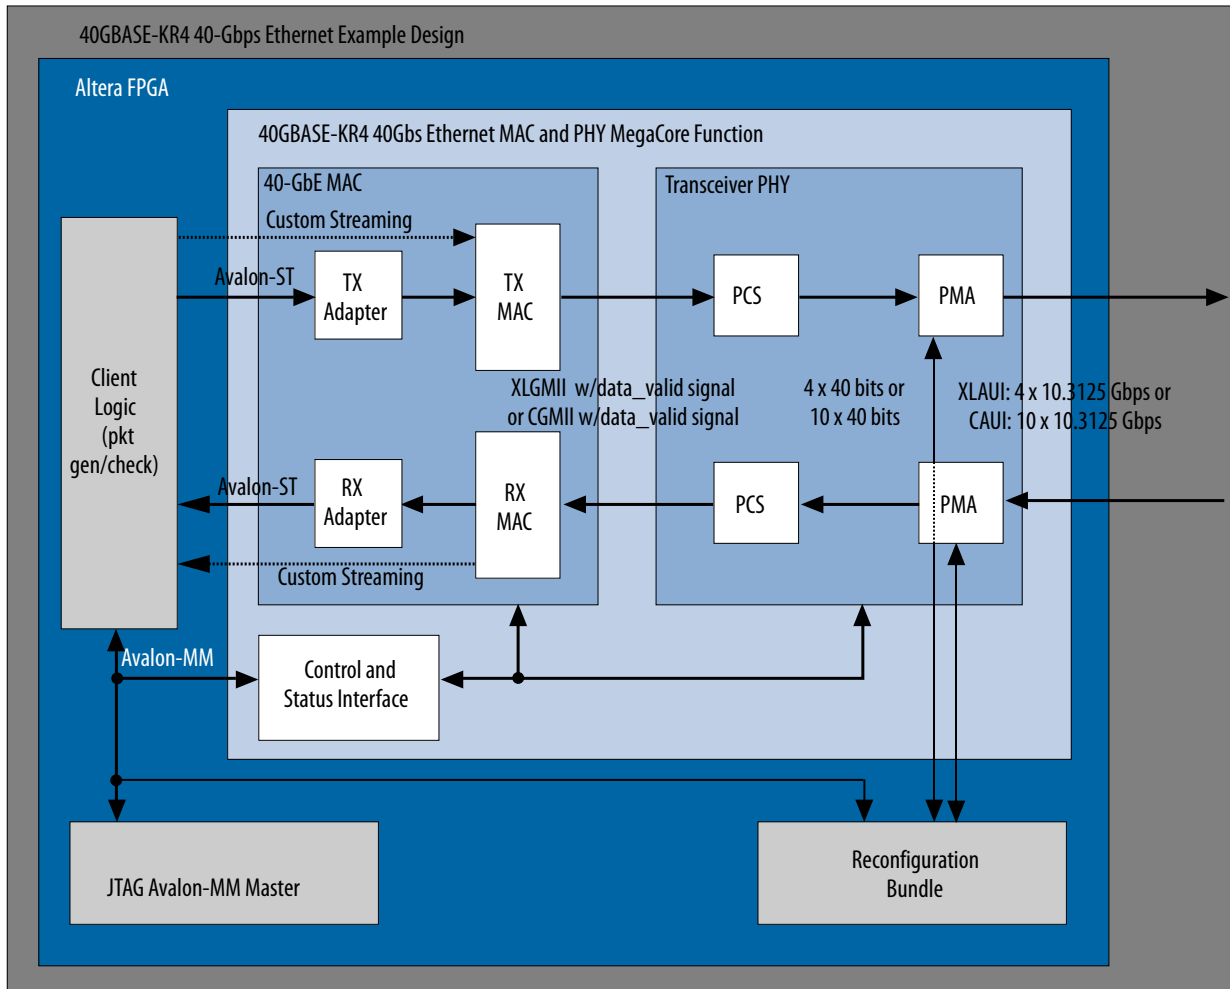 40GBASE-KR4 40-Gbps Ethernet Example Design
Altera FPGA
40GBASE-KR4 40Gbs Ethernet MAC and PHY MegaCore Function
40-GbE MAC
Transceiver PHY
Custom Streaming
Avalon-ST
TX
Adapter
TX
MAC
PCS
PMA
Client
Logic
(pkt
gen/check)
XLGMII w/data_valid signal
or CGMII w/data_valid signal
4 x 40 bits or
10 x 40 bits
XLAUI: 4 x 10.3125 Gbps or
CAUI: 10 x 10.3125 Gbps
Avalon-ST
RX
Adapter
RX
MAC
PCS
PMA
Custom Streaming
Avalon-MM
Control and
Status Interface
JTAG Avalon-MM Master
Reconfiguration
Bundle